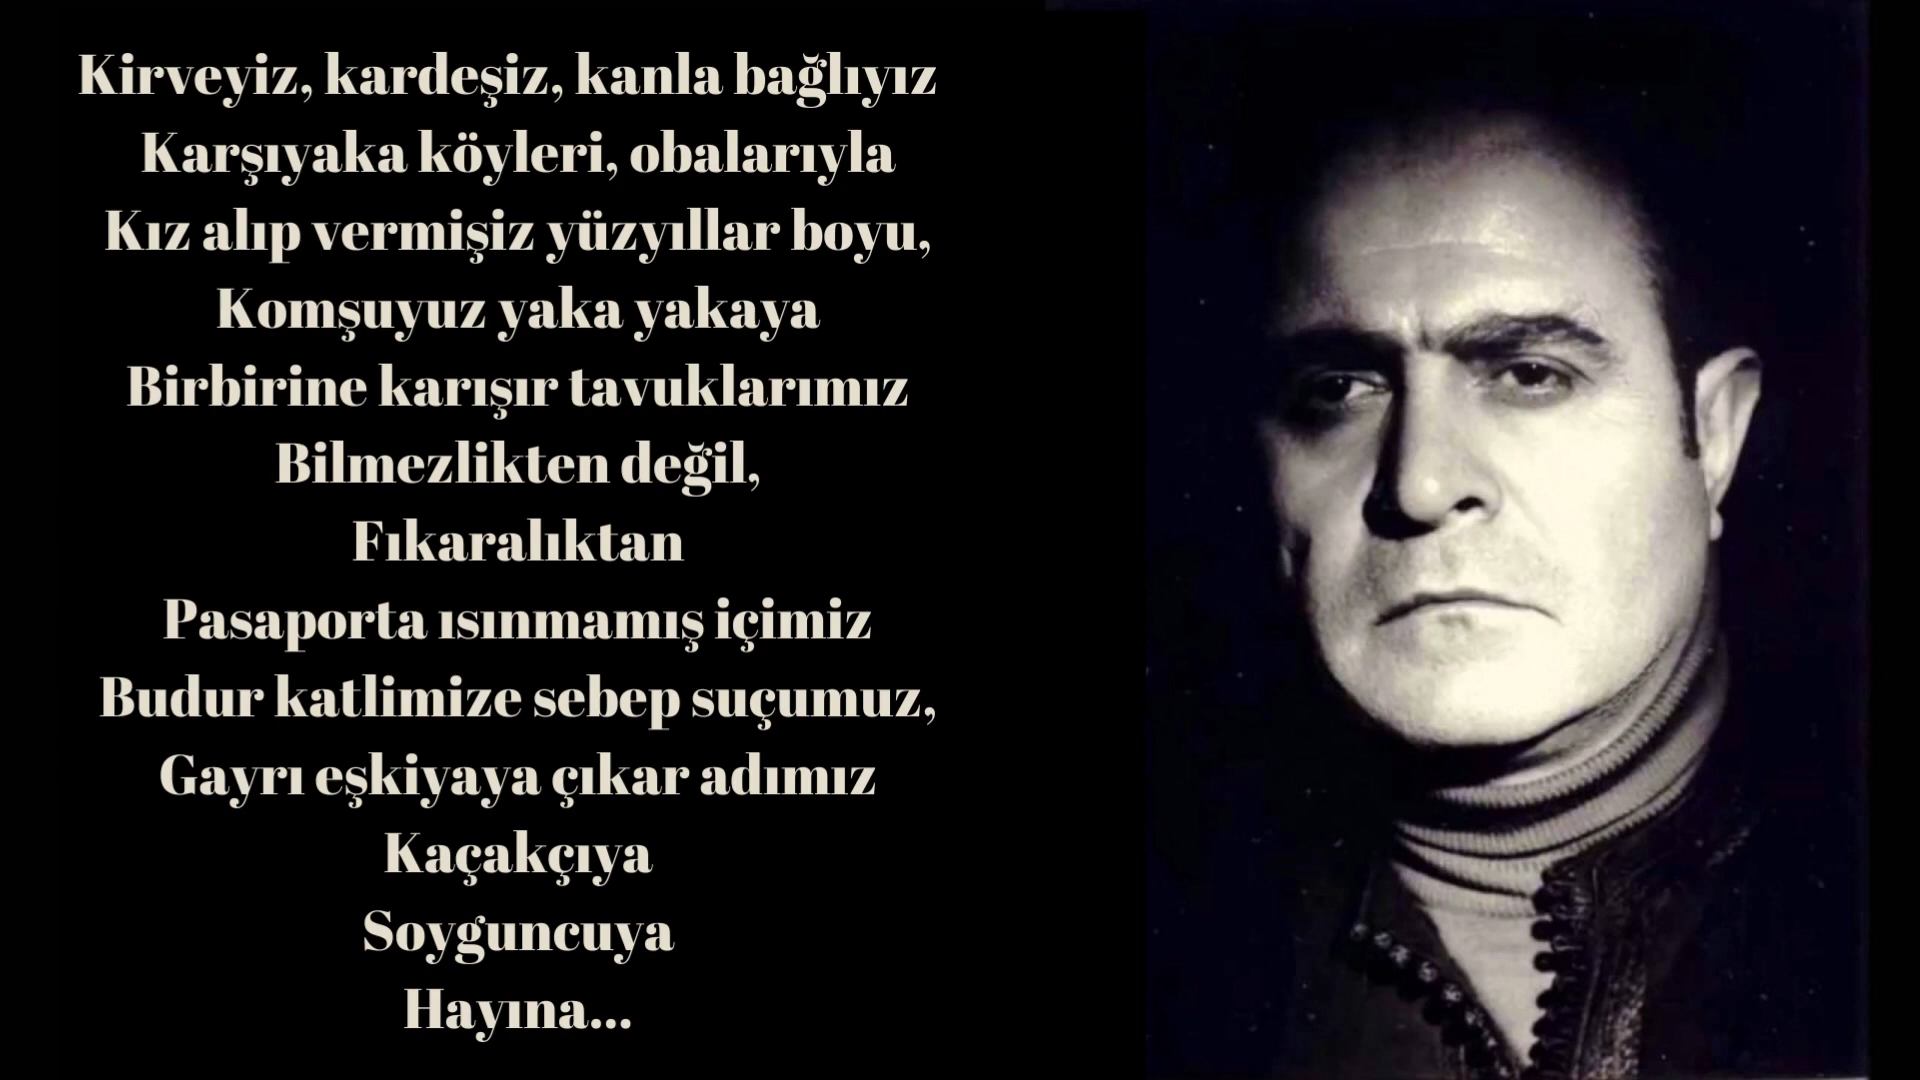 Kirveyiz, kardeşiz, kanla bağlıyız
Karşıyaka köyleri, obalarıyla
Kız alıp vermişiz yüzyıllar boyu,
Komşuyuz yaka yakaya
Birbirine karışır tavuklarımız
Bilmezlikten değil,
Fıkaralıktan
Pasaporta ısınmamış içimiz
Budur katlimize sebep suçumuz,
Gayrı eşkiyaya çıkar adımız
Kaçakçıya
Soyguncuya
Hayına...